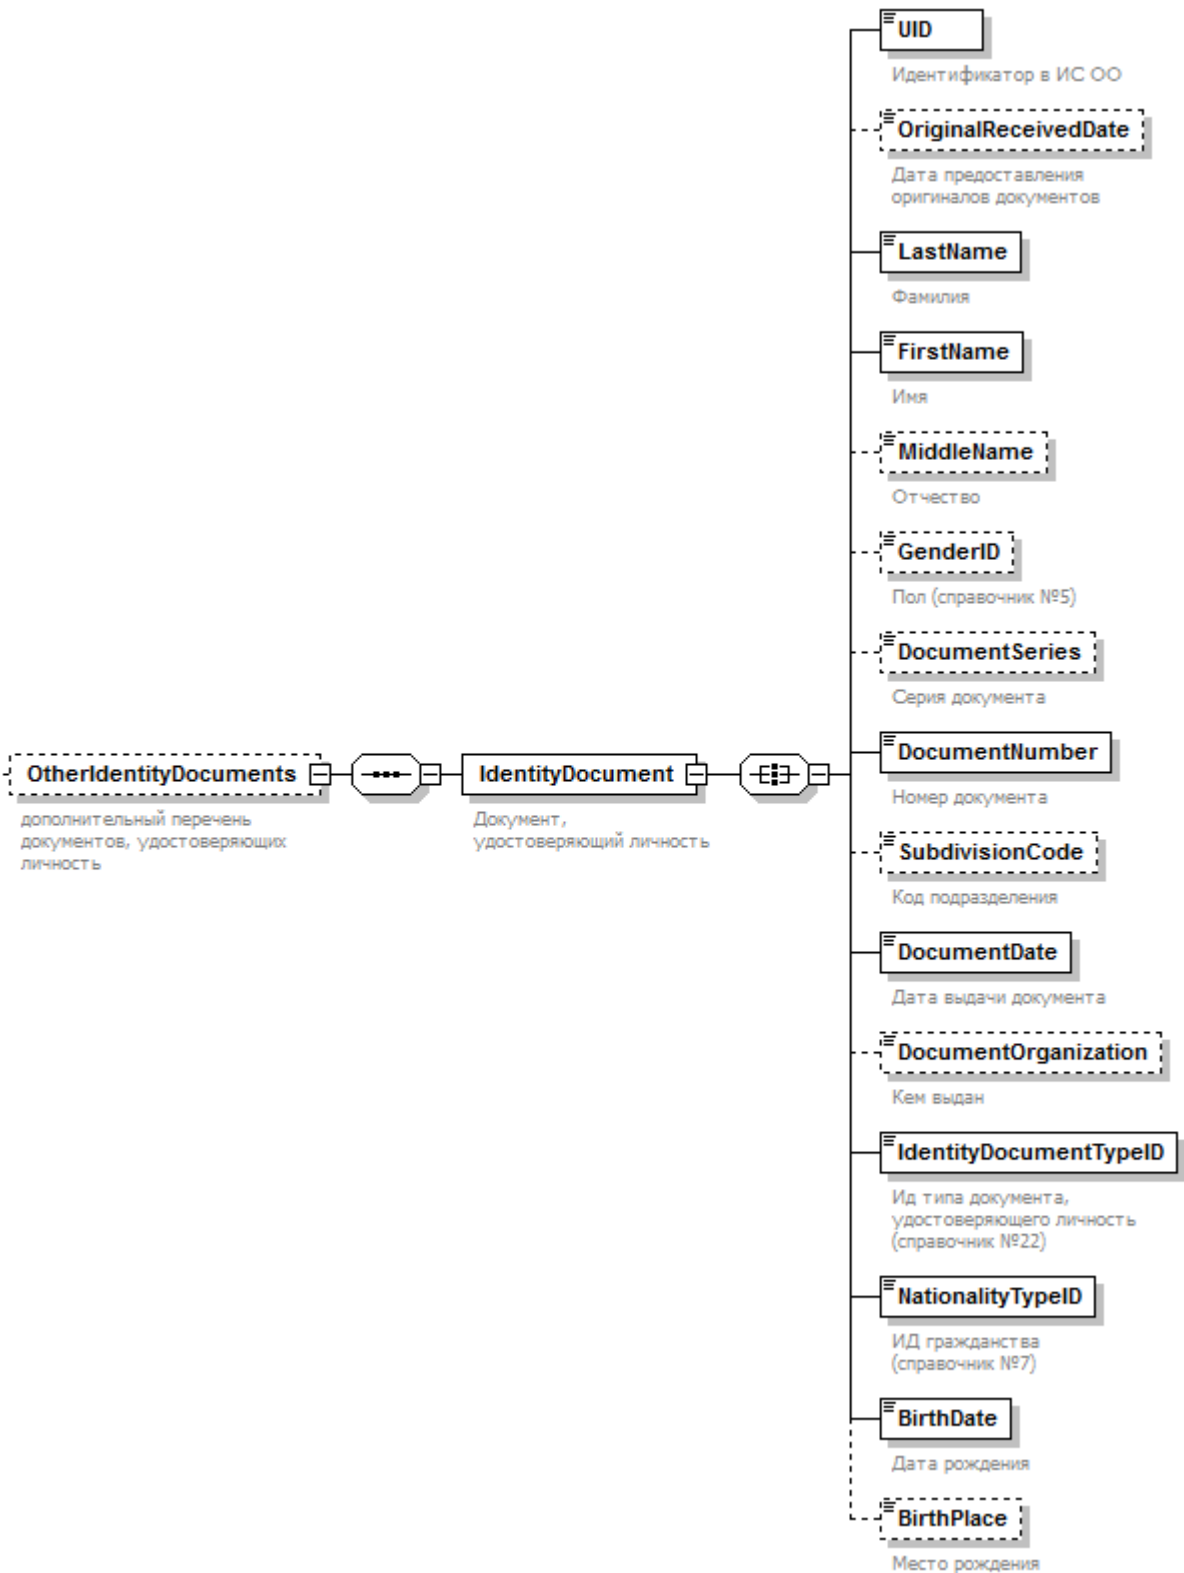 UID
Идентификатор в ИС ОО
OriginalReceivedDate
Дата предоставления
оригиналов документов
LastName
Фамилия
FirstName
Имя
MiddleName
Отчество
GenderID
Пол (справочник №5)
DocumentSeries
Серия документа
OtherIdentityDocuments
дополнительный перечень
документов, удостоверяющих
личность
IdentityDocument
Документ,
удостоверяющий личность
DocumentNumber
Номер документа
SubdivisionCode
Код подразделения
DocumentDate
Дата выдачи документа
DocumentOrganization
Кем выдан
IdentityDocumentTypeID
Ид типа документа,
удостоверяющего личность
(справочник №22)
NationalityTypeID
ИД гражданства
(справочник №7)
BirthDate
Дата рождения
BirthPlace
Место рождения